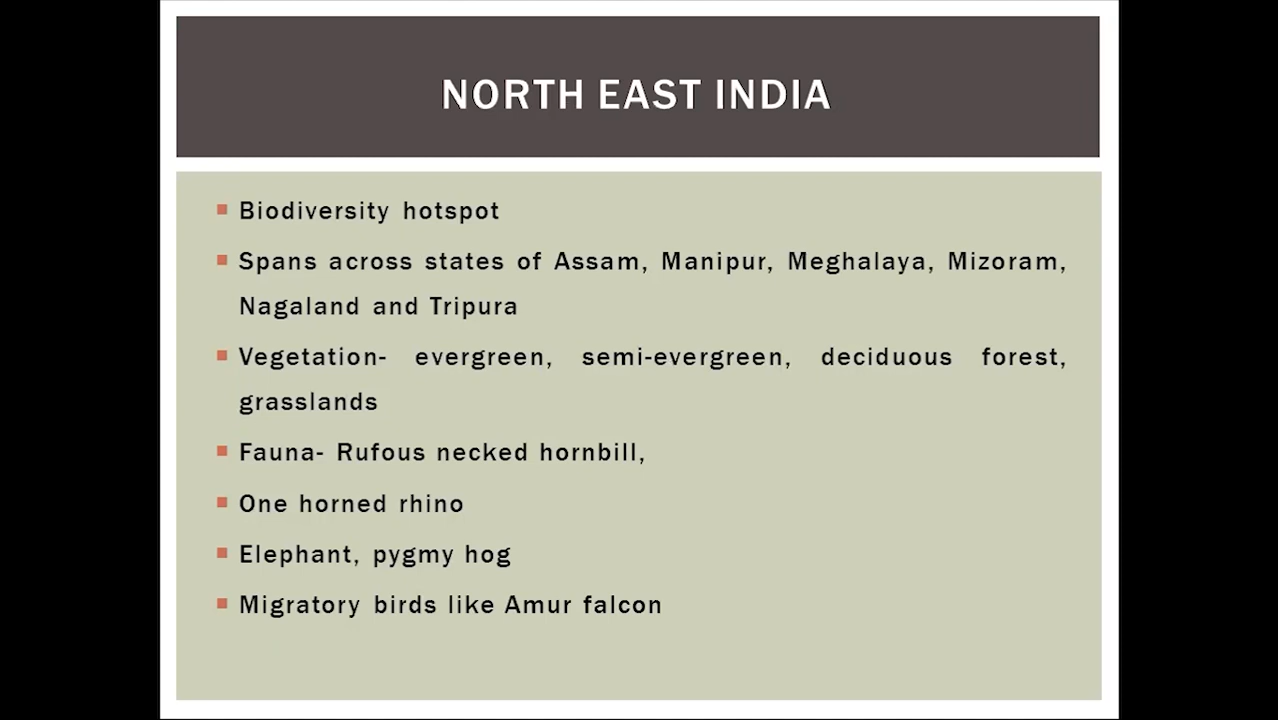 NORTH EAST INDIA
Biodiversity hotspot
Spans across states of Assam, Manipur, Meghalaya, Mizoram,
Nagaland and Tripura
Vegetation- evergreen, semi-evergreen, deciduous forest,
grasslands
Fauna- Rufous necked hornbill,
One horned rhino
Elephant, pygmy hog
Migratory birds like Amur falcon